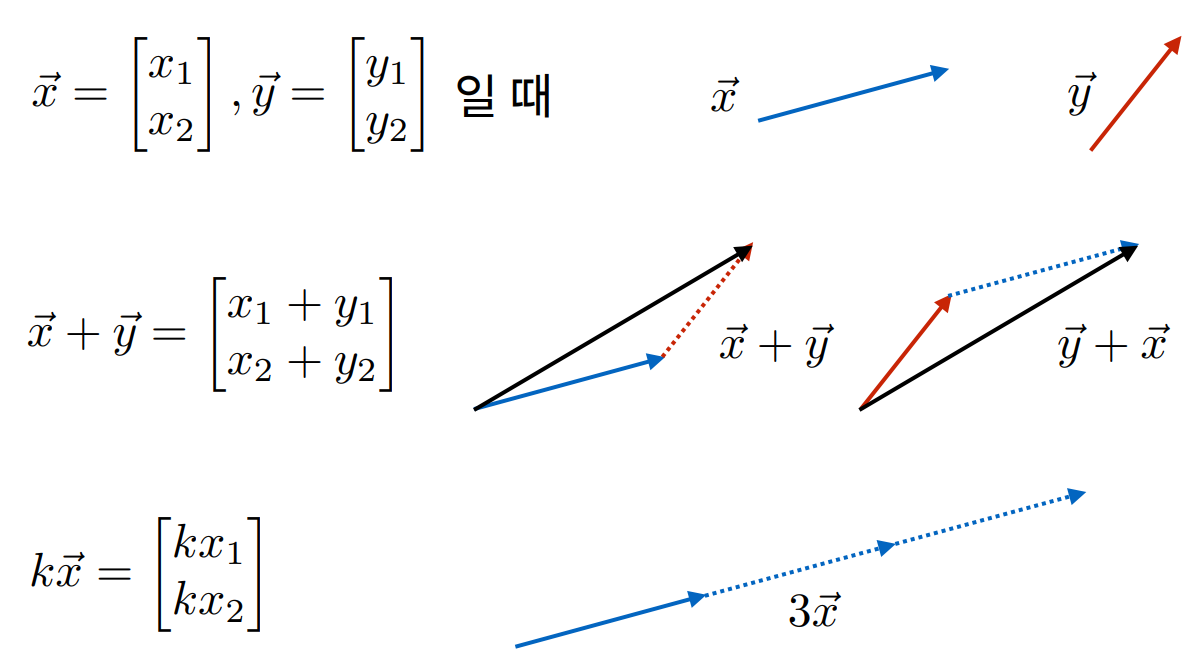 $\vec{x} = \begin{bmatrix} x_1 \\ x_2 \end{bmatrix}, \vec{y} = \begin{bmatrix} y_1 \\ y_2 \end{bmatrix}$ 일 때 $\vec{x}$ $\vec{y}$
$\vec{x} + \vec{y} = \begin{bmatrix} x_1 + y_1 \\ x_2 + y_2 \end{bmatrix}$ $\vec{x} + \vec{y}$ $\vec{y} + \vec{x}$
$k\vec{x} = \begin{bmatrix} kx_1 \\ kx_2 \end{bmatrix}$ $3\vec{x}$